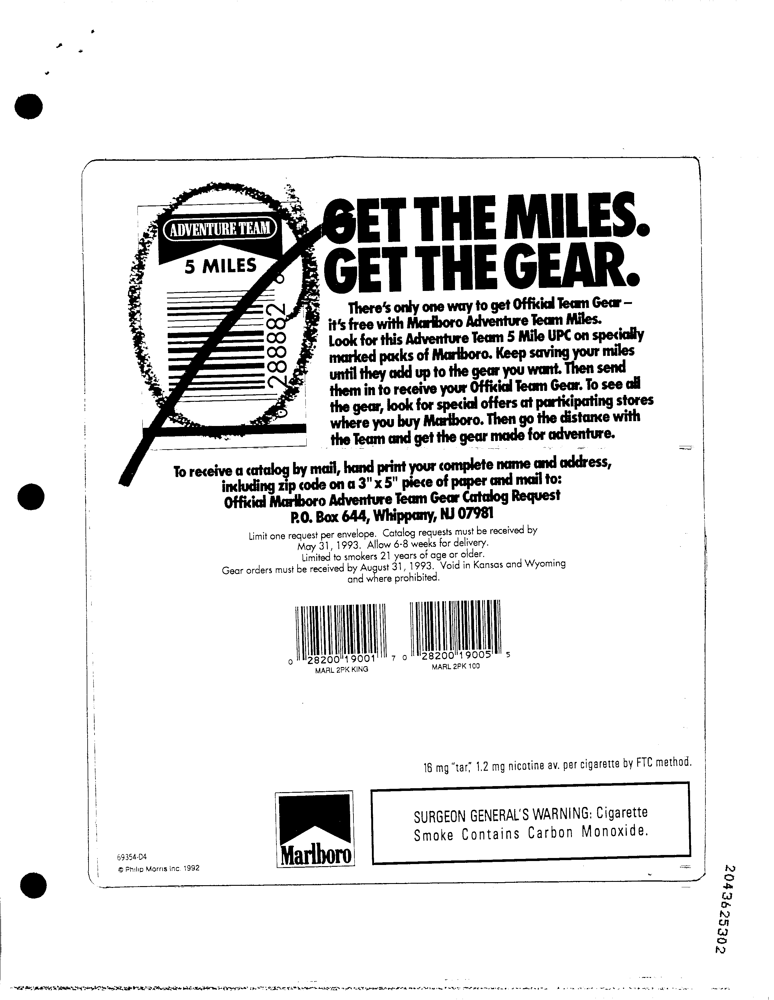 ADVENTURE TEAM
5 MILES
288882
GET THE MILES.
GET THE GEAR.
There's only one way to get Official Team Gear –
it's free with Marlboro Adventure Team Miles.
Look for this Adventure Team 5 Mile UPC on specially
marked packs of Marlboro. Keep saving your miles
until they add up to the gear you want. Then send
them in to receive your Official Team Gear. To see all
the gear, look for special offers at participating stores
where you buy Marlboro. Then go the distance with
the Team and get the gear made for adventure.
To receive a catalog by mail, hand print your complete name and address,
including zip code on a 3" x 5" piece of paper and mail to:
Official Marlboro Adventure Team Gear Catalog Request
P.O. Box 644, Whippany, NJ 07981
Limit one request per envelope. Catalog requests must be received by
May 31, 1993. Allow 6-8 weeks for delivery.
Limited to smokers 21 years of age or older.
Gear orders must be received by August 31, 1993. Void in Kansas and Wyoming
and where prohibited.
0 28200 19001 7 0 28200 19005 5
MARL 2PK KING MARL 2PK 100
16 mg "tar," 1.2 mg nicotine av. per cigarette by FTC method.
Marlboro
SURGEON GENERAL'S WARNING: Cigarette
Smoke Contains Carbon Monoxide.
69354-D4
© Philip Morris Inc. 1992
2043625302